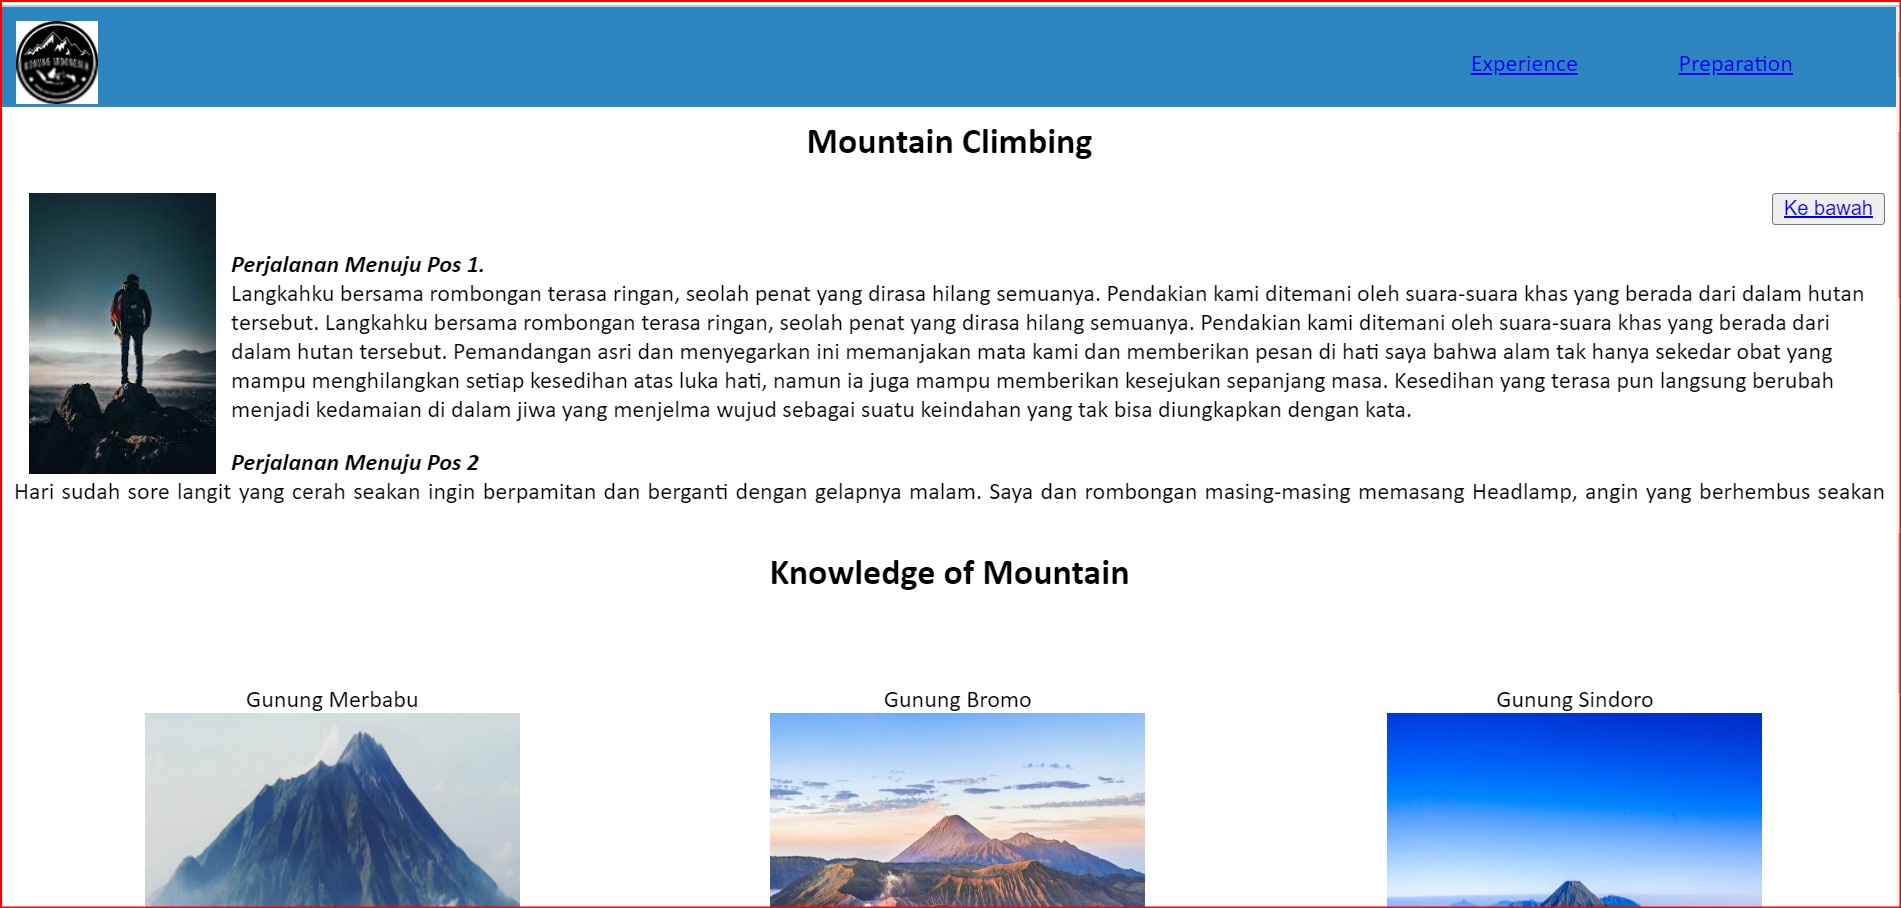 GUNUNG INDONESIA
Experience
Preparation
Mountain Climbing
Ke bawah
Perjalanan Menuju Pos 1.
Langkahku bersama rombongan terasa ringan, seolah penat yang dirasa hilang semuanya. Pendakian kami ditemani oleh suara-suara khas yang berada dari dalam hutan
tersebut. Langkahku bersama rombongan terasa ringan, seolah penat yang dirasa hilang semuanya. Pendakian kami ditemani oleh suara-suara khas yang berada dari
dalam hutan tersebut. Pemandangan asri dan menyegarkan ini memanjakan mata kami dan memberikan pesan di hati saya bahwa alam tak hanya sekedar obat yang
mampu menghilangkan setiap kesedihan atas luka hati, namun ia juga mampu memberikan kesejukan sepanjang masa. Kesedihan yang terasa pun langsung berubah
menjadi kedamaian di dalam jiwa yang menjelma wujud sebagai suatu keindahan yang tak bisa diungkapkan dengan kata.
Perjalanan Menuju Pos 2
Hari sudah sore langit yang cerah seakan ingin berpamitan dan berganti dengan gelapnya malam. Saya dan rombongan masing-masing memasang Headlamp, angin yang berhembus seakan
Knowledge of Mountain
Gunung Merbabu
Gunung Bromo
Gunung Sindoro